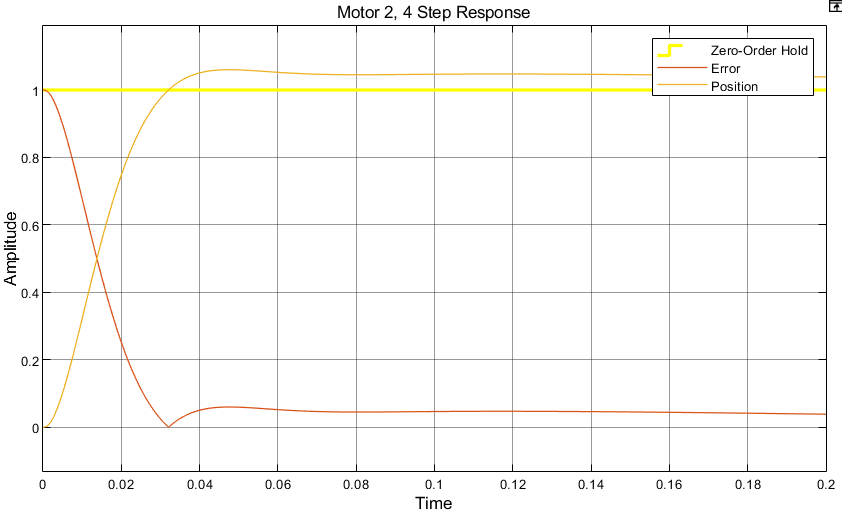 Motor 2, 4 Step Response
Zero-Order Hold
Error
Position
Amplitude
1
0.8
0.6
0.4
0.2
0
0 0.02 0.04 0.06 0.08 0.1 0.12 0.14 0.16 0.18 0.2
Time